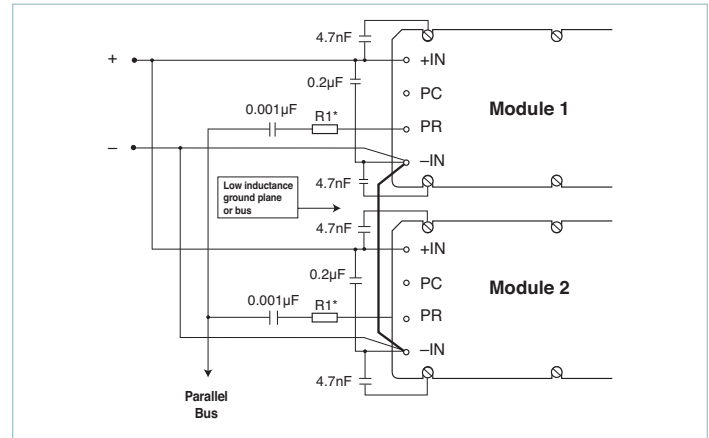 4.7nF
+
+IN
0.2µF
PC
Module 1
0.001µF
R1*
PR
–
–IN
4.7nF
Low inductance
ground plane
or bus
4.7nF
+IN
0.2µF
PC
Module 2
0.001µF
R1*
PR
–IN
4.7nF
Parallel
Bus